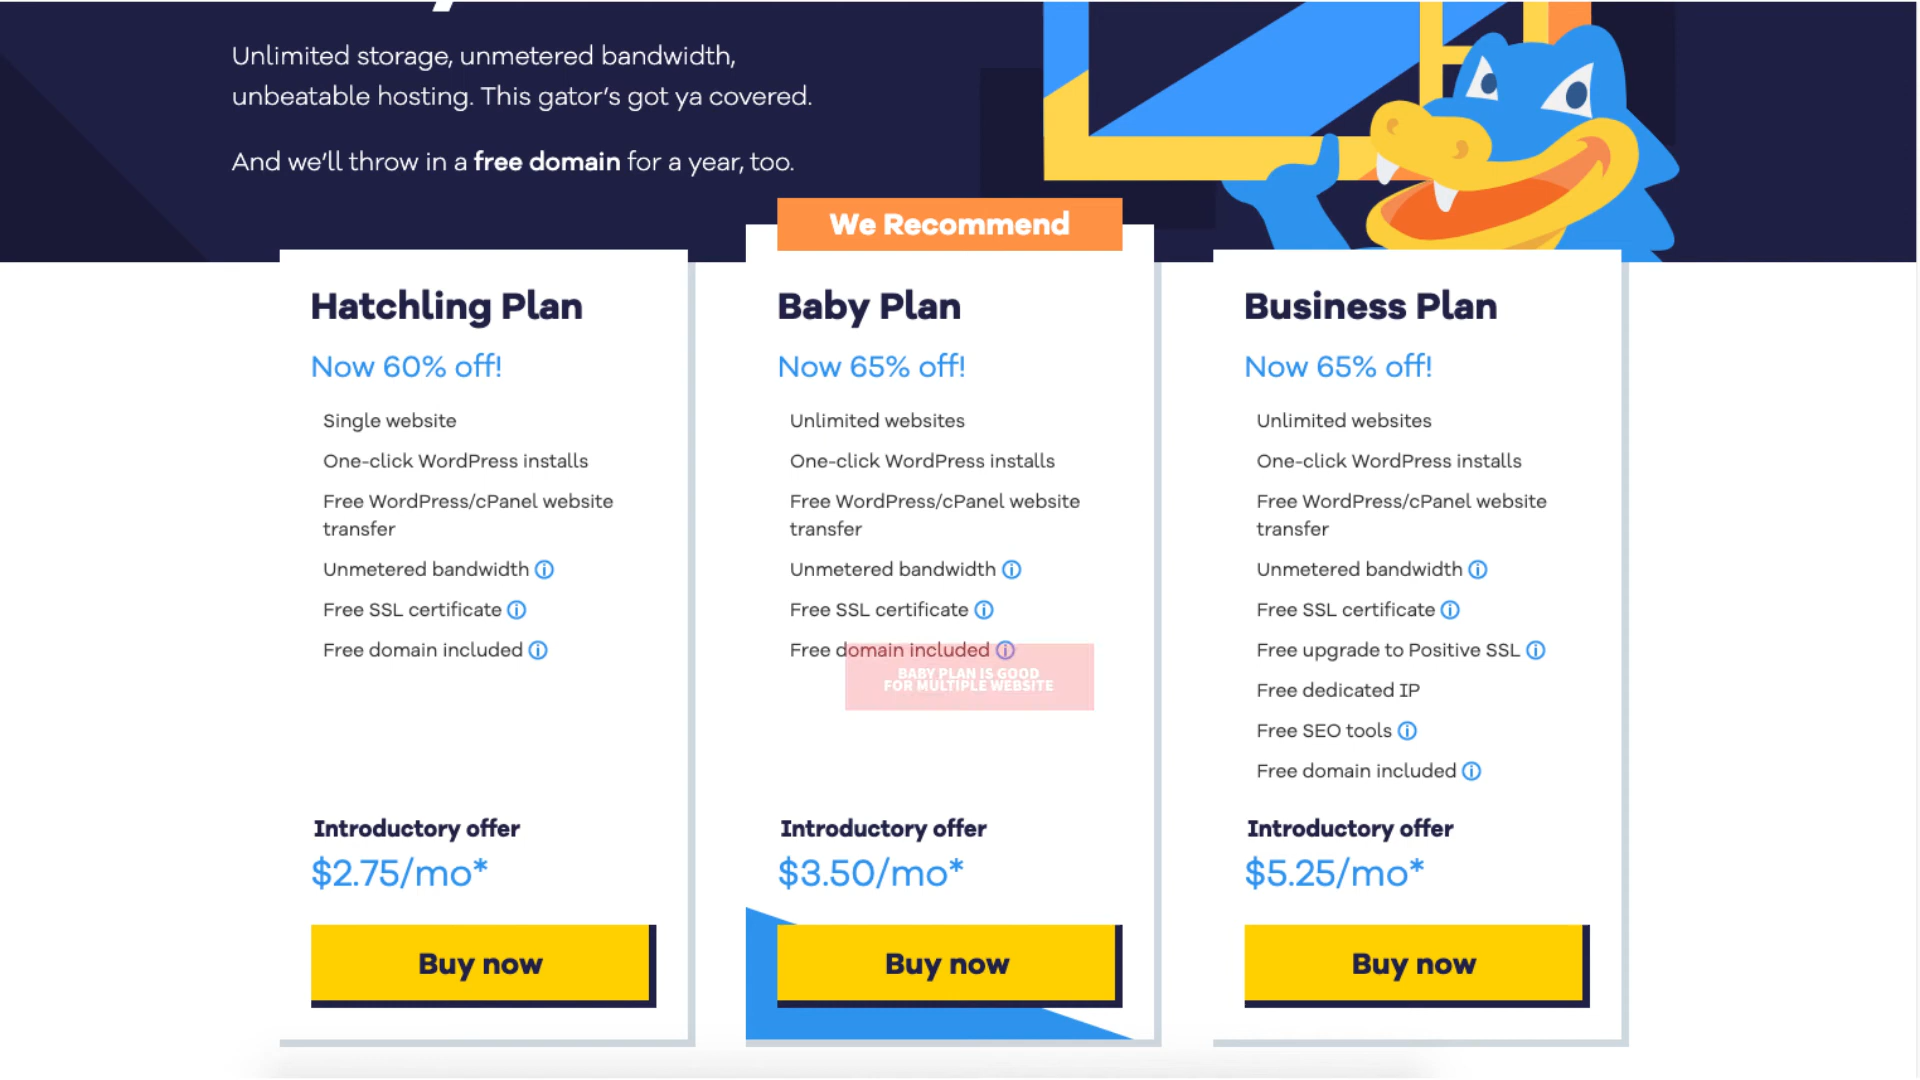 Unlimited storage, unmetered bandwidth,
unbeatable hosting. This gator's got ya covered.
And we'll throw in a free domain for a year, too.
We Recommend
Hatchling Plan
Now 60% off!
Single website
One-click WordPress installs
Free WordPress/cPanel website
transfer
Unmetered bandwidth
Free SSL certificate
Free domain included
Introductory offer
$2.75/mo*
Buy now
Baby Plan
Now 65% off!
Unlimited websites
One-click WordPress installs
Free WordPress/cPanel website
transfer
Unmetered bandwidth
Free SSL certificate
Free domain included
BABY PLAN IS GOOD
FOR MULTIPLE WEBSITE
Introductory offer
$3.50/mo*
Buy now
Business Plan
Now 65% off!
Unlimited websites
One-click WordPress installs
Free WordPress/cPanel website
transfer
Unmetered bandwidth
Free SSL certificate
Free upgrade to Positive SSL
Free dedicated IP
Free SEO tools
Free domain included
Introductory offer
$5.25/mo*
Buy now